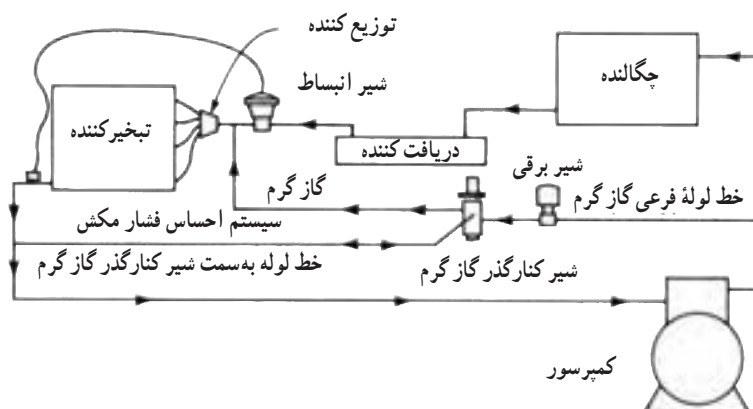 توزیع کننده
چگالنده
شیر انبساط
تبخیرکننده
دریافت کننده
شیر برقی
گاز گرم
خط لولهٔ فرعی گاز گرم
سیستم احساس فشار مکش
خط لوله به‌سمت شیر کنارگذر گاز گرم
شیر کنارگذر گاز گرم
کمپرسور